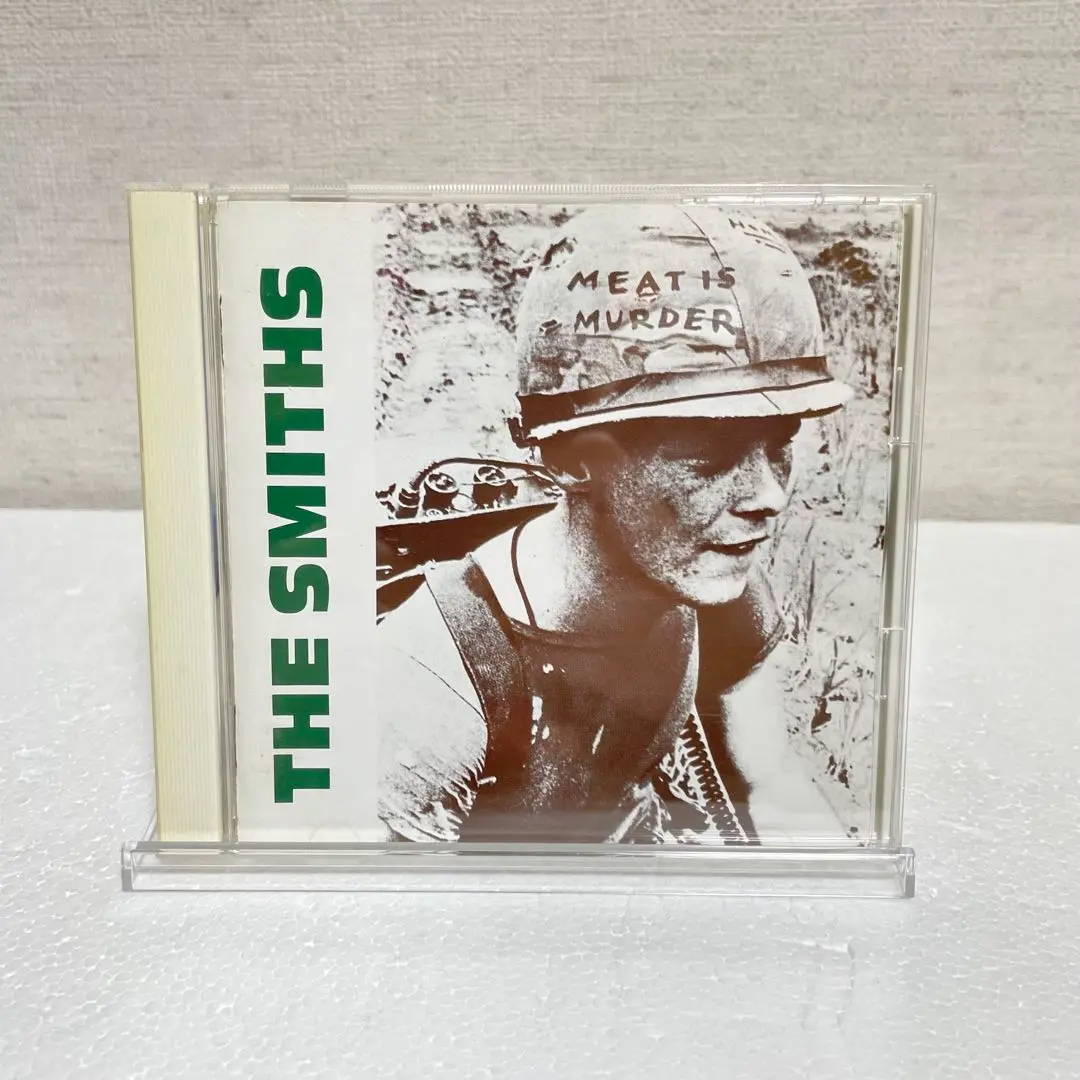 THE SMITHS
MEAT IS
MURDER